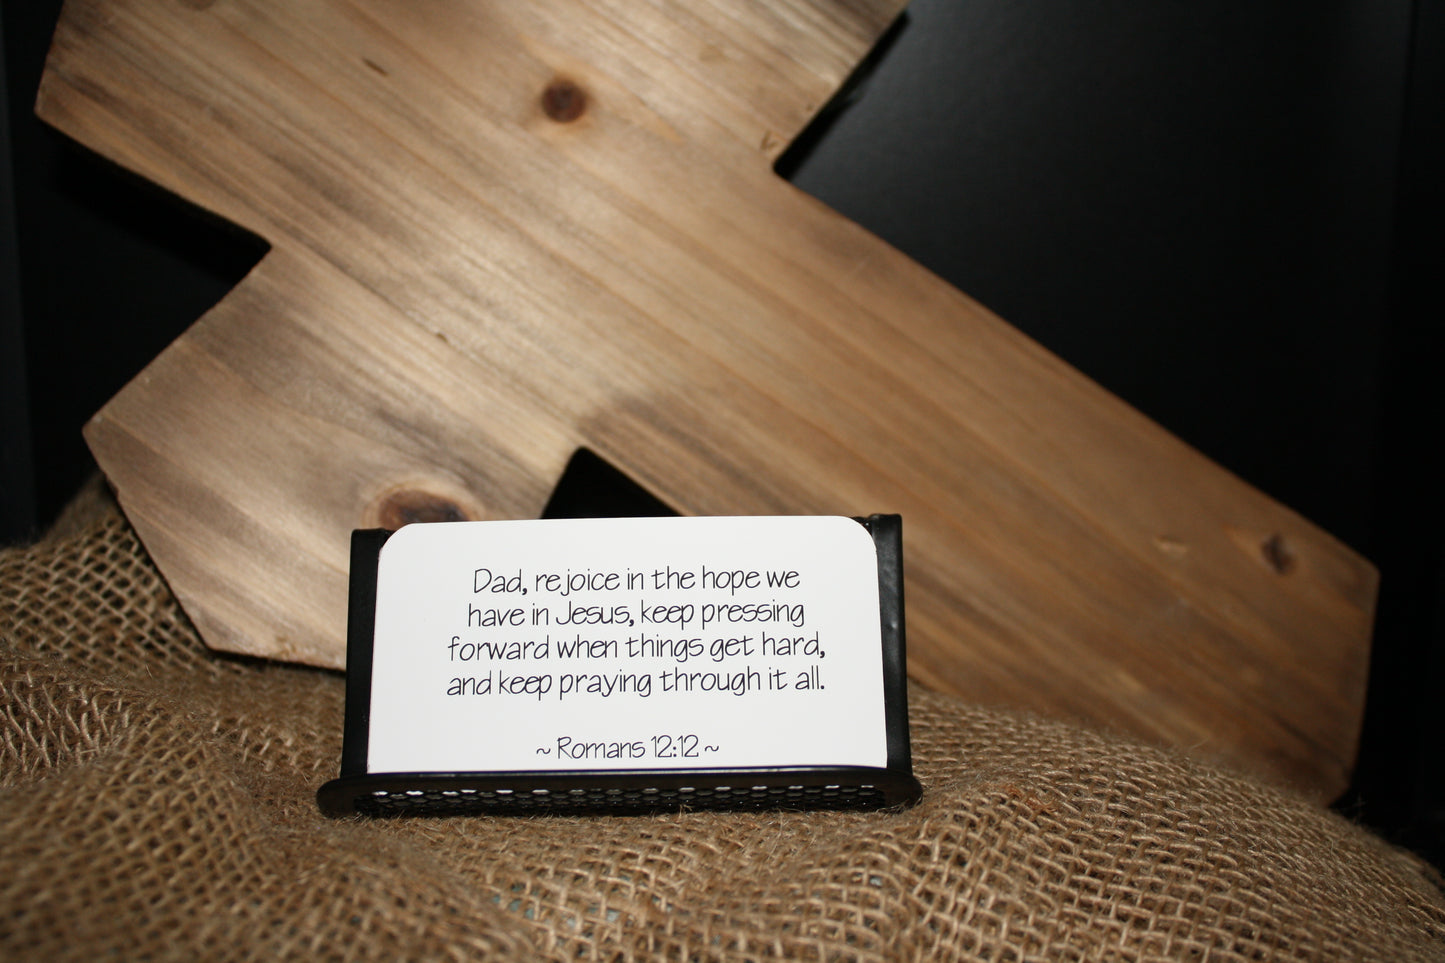 Dad, rejoice in the hope we
have in Jesus, keep pressing
forward when things get hard,
and keep praying through it all.
~ Romans 12:12 ~